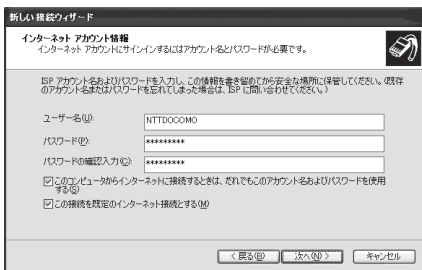 新しい接続ウィザード
インターネット アカウント情報
インターネット アカウントにサインインするにはアカウント名とパスワードが必要です。
ISP アカウント名およびパスワードを入力し、この情報を書き留めてから安全な場所に保管してください。(既存
のアカウント名またはパスワードを忘れてしまった場合は、ISP に問い合わせてください。)
ユーザー名(U):
NTTDOCOMO
パスワード(P):
*********
パスワードの確認入力(C):
*********
このコンピュータからインターネットに接続するときは、だれでもこのアカウント名およびパスワードを使用
する(S)
この接続を既定のインターネット接続とする(M)
< 戻る(B)
次へ(N) >
キャンセル